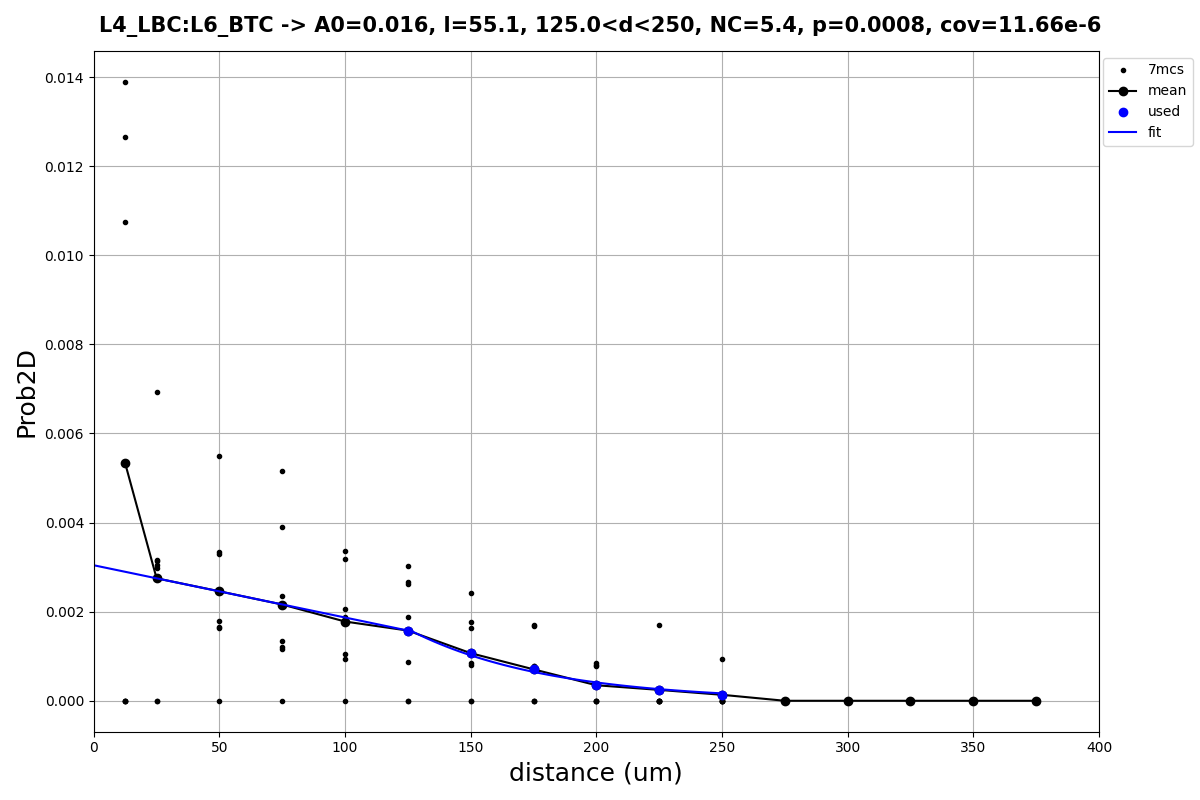 L4_LBC:L6_BTC -> A0=0.016, l=55.1, 125.0<d<250, NC=5.4, p=0.0008, cov=11.66e-6
7mcs
mean
used
fit
Prob2D
0.014
0.012
0.010
0.008
0.006
0.004
0.002
0.000
0 50 100 150 200 250 300 350 400
distance (um)